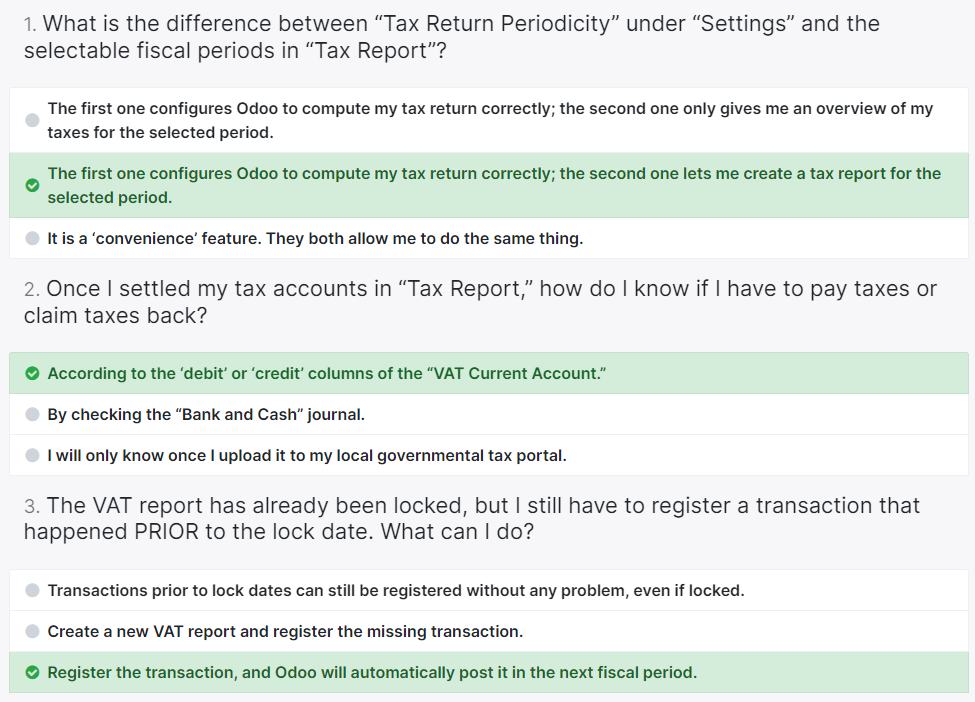 1. What is the difference between “Tax Return Periodicity” under “Settings” and the
selectable fiscal periods in “Tax Report”?
The first one configures Odoo to compute my tax return correctly; the second one only gives me an overview of my
taxes for the selected period.
The first one configures Odoo to compute my tax return correctly; the second one lets me create a tax report for the
selected period.
It is a ‘convenience’ feature. They both allow me to do the same thing.
2. Once I settled my tax accounts in “Tax Report,” how do I know if I have to pay taxes or
claim taxes back?
According to the ‘debit’ or ‘credit’ columns of the “VAT Current Account.”
By checking the “Bank and Cash” journal.
I will only know once I upload it to my local governmental tax portal.
3. The VAT report has already been locked, but I still have to register a transaction that
happened PRIOR to the lock date. What can I do?
Transactions prior to lock dates can still be registered without any problem, even if locked.
Create a new VAT report and register the missing transaction.
Register the transaction, and Odoo will automatically post it in the next fiscal period.